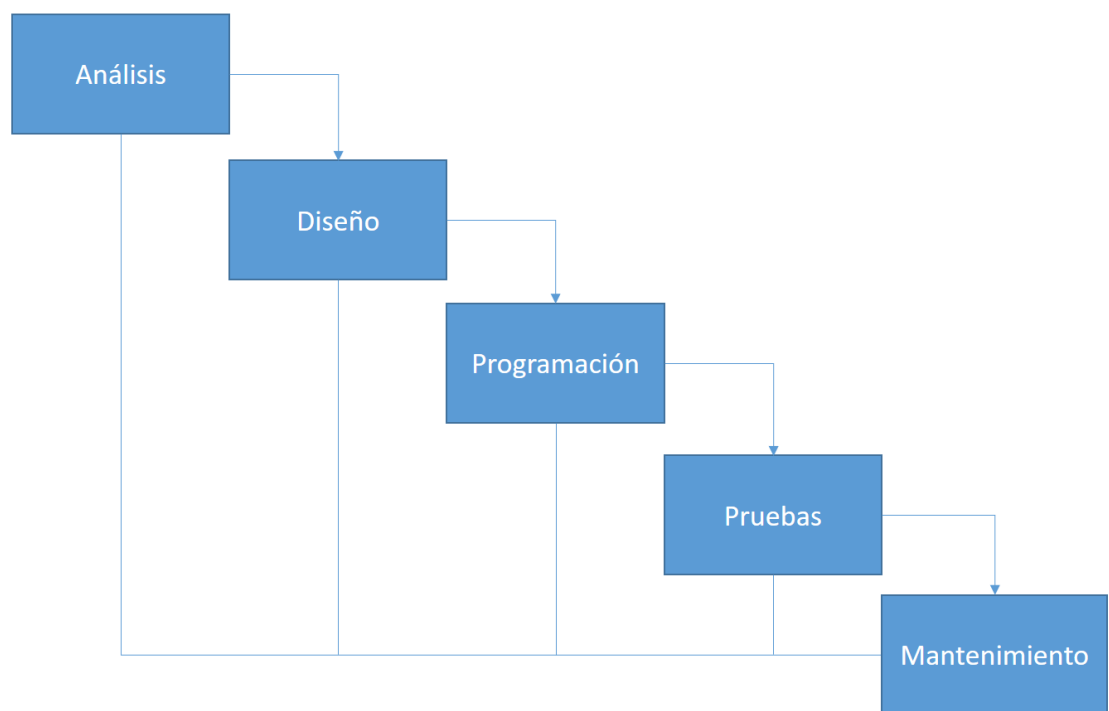 Análisis
Diseño
Programación
Pruebas
Mantenimiento